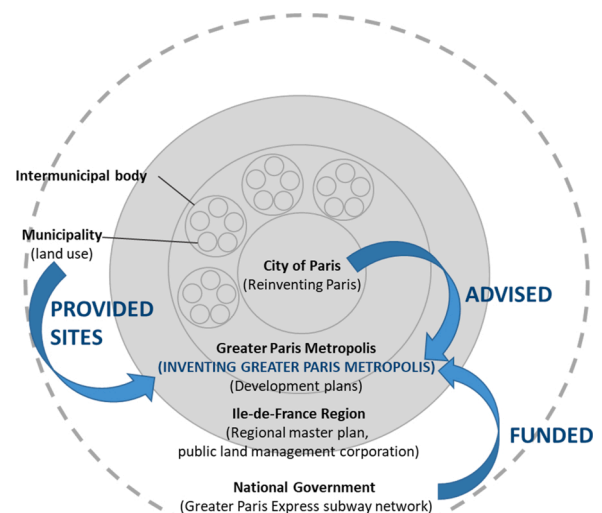 Intermunicipal body
Municipality
(land use)
PROVIDED
SITES
City of Paris
(Reinventing Paris)
ADVISED
Greater Paris Metropolis
(INVENTING GREATER PARIS METROPOLIS)
(Development plans)
Ile-de-France Region
(Regional master plan,
public land management corporation)
FUNDED
National Government
(Greater Paris Express subway network)